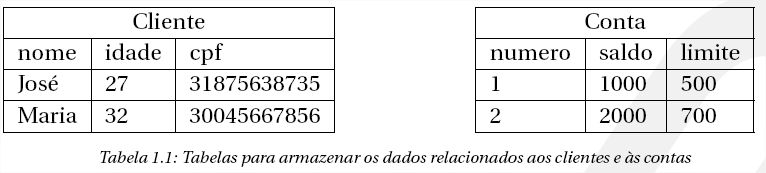 Cliente
nome idade cpf
José 27 31875638735
Maria 32 30045667856
Conta
numero saldo limite
1 1000 500
2 2000 700
Tabela 1.1: Tabelas para armazenar os dados relacionados aos clientes e às contas